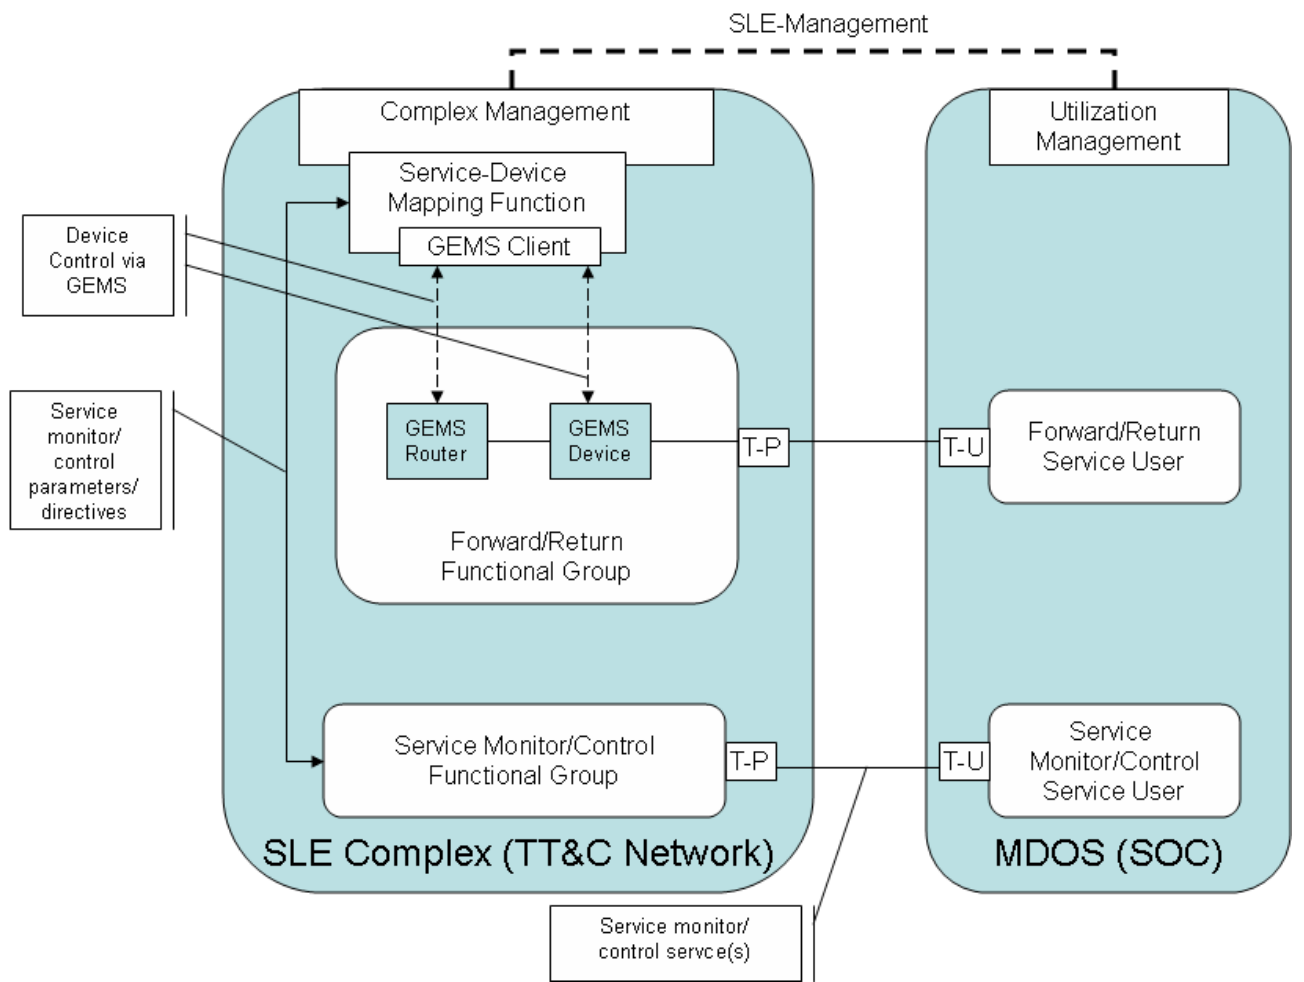 SLE-Management
Complex Management
Utilization
Management
Service-Device
Mapping Function
GEMS Client
Device
Control via
GEMS
Service
monitor/
control
parameters/
directives
GEMS
Router
GEMS
Device
T-P
T-U
Forward/Return
Service User
Forward/Return
Functional Group
Service Monitor/Control
Functional Group
T-P
T-U
Service
Monitor/Control
Service User
SLE Complex (TT&C Network)
MDOS (SOC)
Service monitor/
control servce(s)